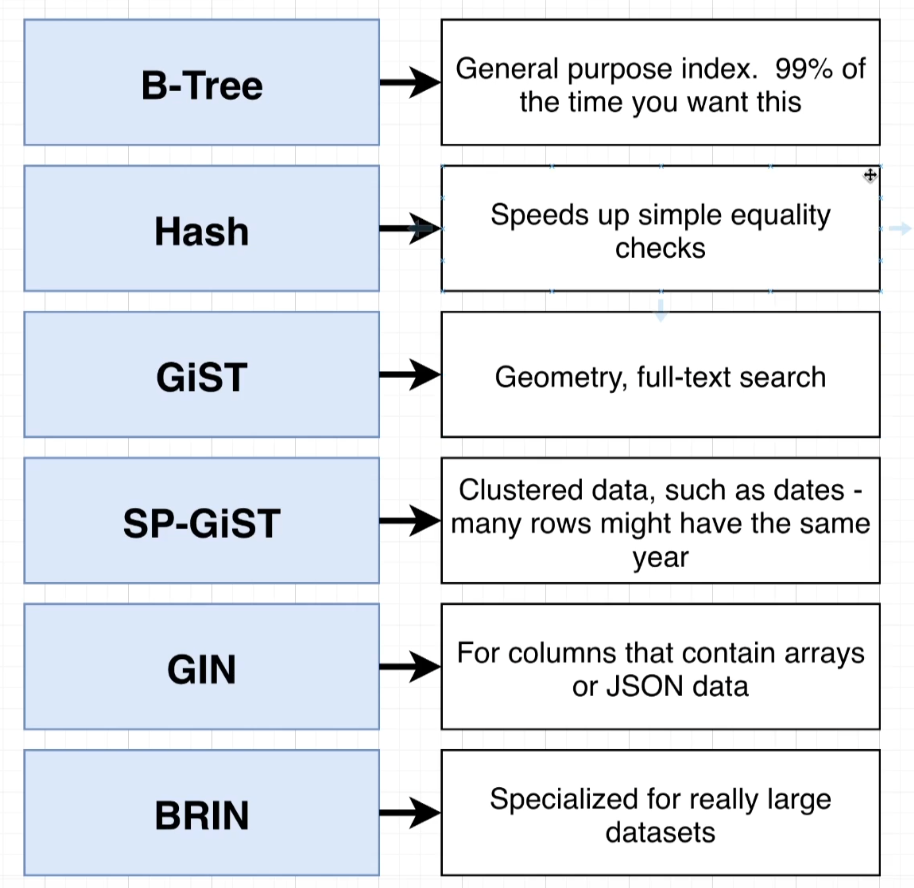 B-Tree
General purpose index.  99% of
the time you want this
Hash
Speeds up simple equality
checks
GiST
Geometry, full-text search
SP-GiST
Clustered data, such as dates -
many rows might have the same
year
GIN
For columns that contain arrays
or JSON data
BRIN
Specialized for really large
datasets